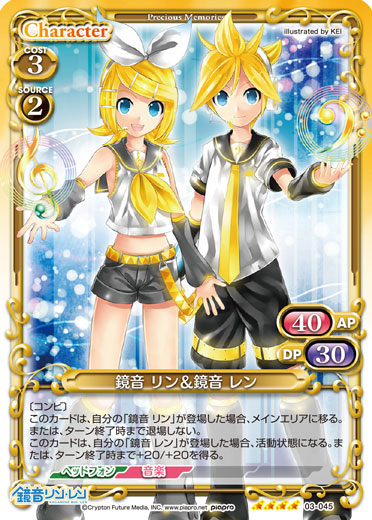 Precious Memories
Character
illustrated by KEI
COST
3
SOURCE
2
40 AP
DP 30
鏡音 リン&鏡音 レン
[コンビ]
このカードは、自分の「鏡音 リン」が登場した場合、メインエリアに移る。
または、ターン終了時まで退場しない。
このカードは、自分の「鏡音 レン」が登場した場合、活動状態になる。ま
たは、ターン終了時まで+20/+20を得る。
ヘッドフォン 音楽
鏡音リン・レン
©Crypton Future Media, INC. www.piapro.net piapro
03-045